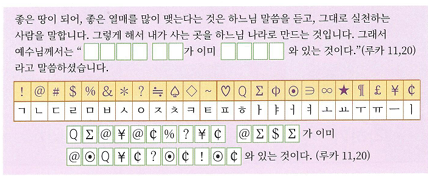 좋은 땅이 되어, 좋은 열매를 많이 맺는다는 것은 하느님 말씀을 듣고, 그대로 실천하는
사람을 말합니다. 그렇게 해서 내가 사는 곳을 하느님 나라로 만드는 것입니다. 그래서
예수님께서는 “ 가 이미 와 있는 것이다.”(루카 11,20)
라고 말씀하셨습니다.
! @ # $ % & * ? ≒ ♤ ◇ ~ ♡ Q Σ Φ ⊙ ∋ ∞ ★ ¶ £ ¥ ¢
ㄱ ㄴ ㄷ ㄹ ㅁ ㅂ ㅅ ㅇ ㅈ ㅊ ㅋ ㅌ ㅍ ㅎ ㅏ ㅑ ㅓ ㅕ ㅗ ㅛ ㅜ ㅠ ㅡ ㅣ
Q Σ @ ¥ @ ¢ % ? ¥ ¢ @ Σ $ Σ 가 이미
@ ⊙ Q ¥ ¢ ? ⊙ ¢ ! ⊙ ¢ 와 있는 것이다. (루카 11,20)